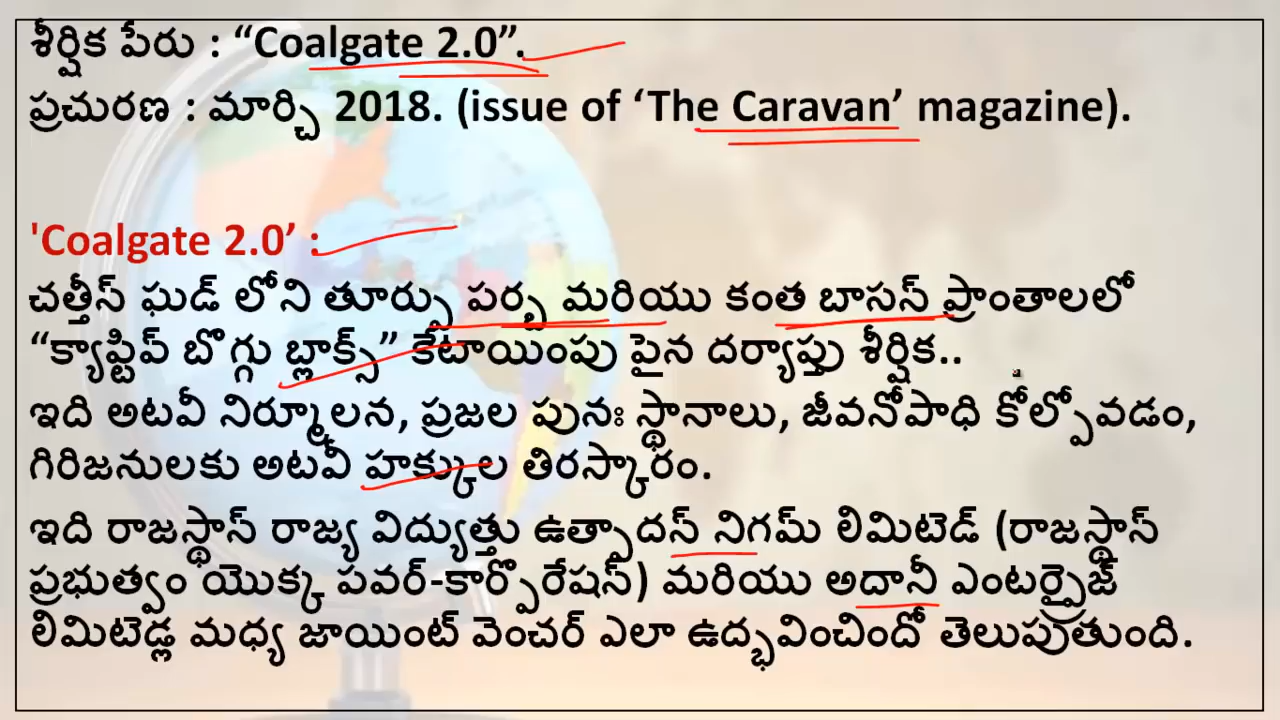 శీర్షిక పేరు : “Coalgate 2.0”.
ప్రచురణ : మార్చి 2018. (issue of ‘The Caravan’ magazine).
'Coalgate 2.0’ :
చత్తీస్ ఘడ్ లోని తూర్పు పర్బ మరియు కంత బాసన్ ప్రాంతాలలో
“క్యాప్టివ్ బొగ్గు బ్లాక్స్” కేటాయింపు పైన దర్యాప్తు శీర్షిక..
ఇది అటవీ నిర్మూలన, ప్రజల పునః స్థానాలు, జీవనోపాధి కోల్పోవడం,
గిరిజనులకు అటవీ హక్కుల తిరస్కారం.
ఇది రాజస్థాన్ రాజ్య విద్యుత్తు ఉత్పాదన్ నిగమ్ లిమిటెడ్ (రాజస్థాన్
ప్రభుత్వం యొక్క పవర్-కార్పొరేషన్) మరియు అదానీ ఎంటర్ప్రైజ్
లిమిటెడ్ల మధ్య జాయింట్ వెంచర్ ఎలా ఉద్భవించిందో తెలుపుతుంది.